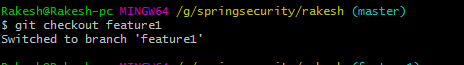 Rakesh@Rakesh-pc MINGW64 /g/springsecurity/rakesh (master)
$ git checkout feature1
Switched to branch 'feature1'